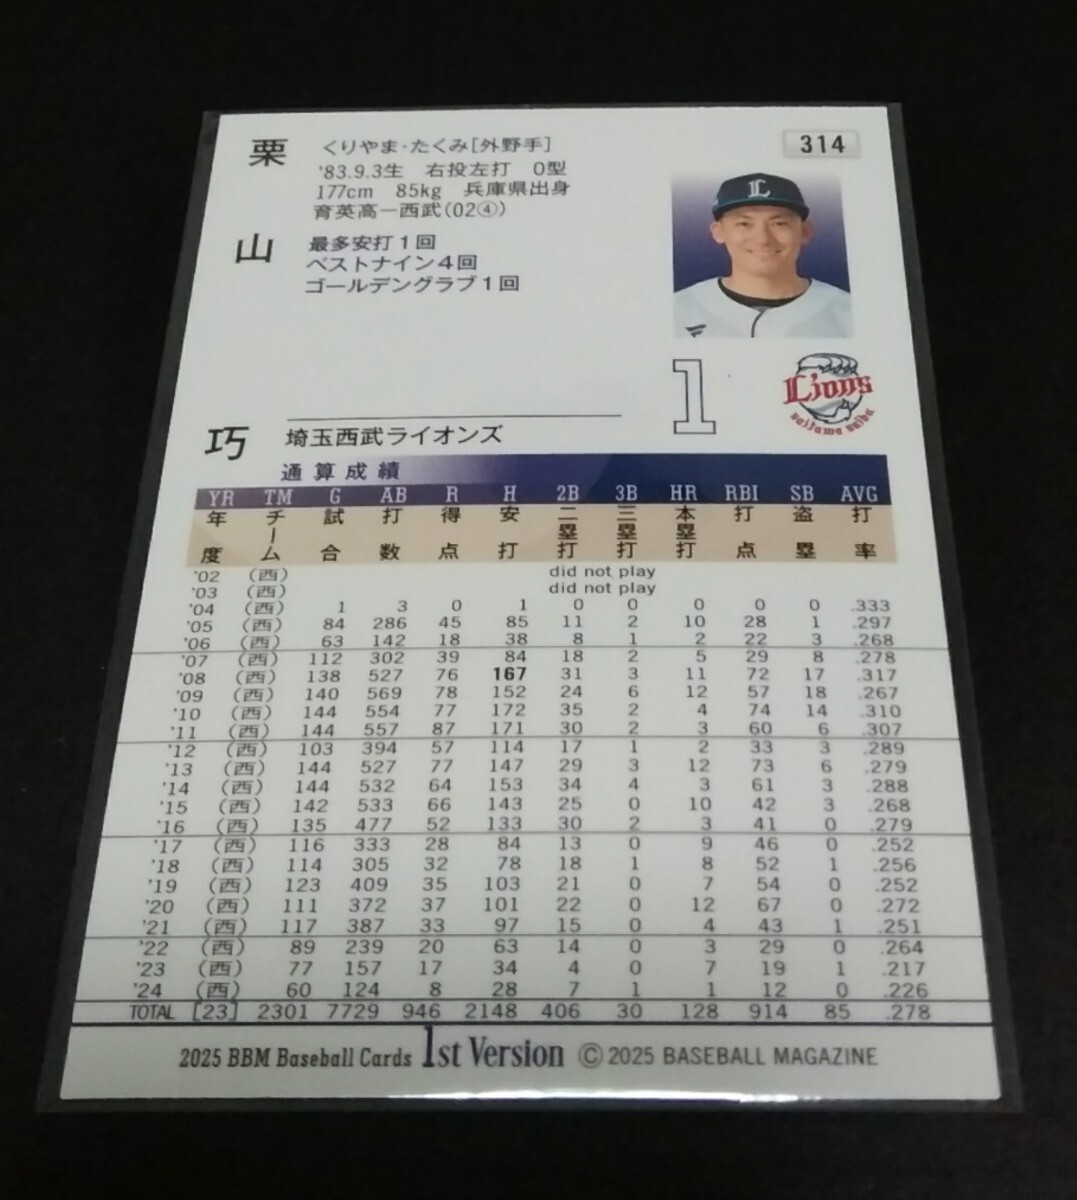 栗山巧
くりやま・たくみ[外野手]
'83.9.3生 右投左打 O型
177cm 85kg 兵庫県出身
育英高－西武(02④)
最多安打1回
ベストナイン4回
ゴールデングラブ1回
314
L
1
Lions
saitama seibu
埼玉西武ライオンズ
通算成績
YR TM G AB R H 2B 3B HR RBI SB AVG
年度 チーム 試合 打数 得点 安打 二塁打 三塁打 本塁打 打点 盗塁 打率
'02 (西) did not play
'03 (西) did not play
'04 (西) 1 3 0 1 0 0 0 0 0 .333
'05 (西) 84 286 45 85 11 2 10 28 1 .297
'06 (西) 63 142 18 38 8 1 2 22 3 .268
'07 (西) 112 302 39 84 18 2 5 29 8 .278
'08 (西) 138 527 76 167 31 3 11 72 17 .317
'09 (西) 140 569 78 152 24 6 12 57 18 .267
'10 (西) 144 554 77 172 35 2 4 74 14 .310
'11 (西) 144 557 87 171 30 2 3 60 6 .307
'12 (西) 103 394 57 114 17 1 2 33 3 .289
'13 (西) 144 527 77 147 29 3 12 73 6 .279
'14 (西) 144 532 64 153 34 4 3 61 3 .288
'15 (西) 142 533 66 143 25 0 10 42 3 .268
'16 (西) 135 477 52 133 30 2 3 41 0 .279
'17 (西) 116 333 28 84 13 0 9 46 0 .252
'18 (西) 114 305 32 78 18 1 8 52 1 .256
'19 (西) 123 409 35 103 21 0 7 54 0 .252
'20 (西) 111 372 37 101 22 0 12 67 0 .272
'21 (西) 117 387 33 97 15 0 4 43 1 .251
'22 (西) 89 239 20 63 14 0 3 29 0 .264
'23 (西) 77 157 17 34 4 0 7 19 1 .217
'24 (西) 60 124 8 28 7 1 1 12 0 .226
TOTAL [23] 2301 7729 946 2148 406 30 128 914 85 .278
2025 BBM Baseball Cards 1st Version © 2025 BASEBALL MAGAZINE